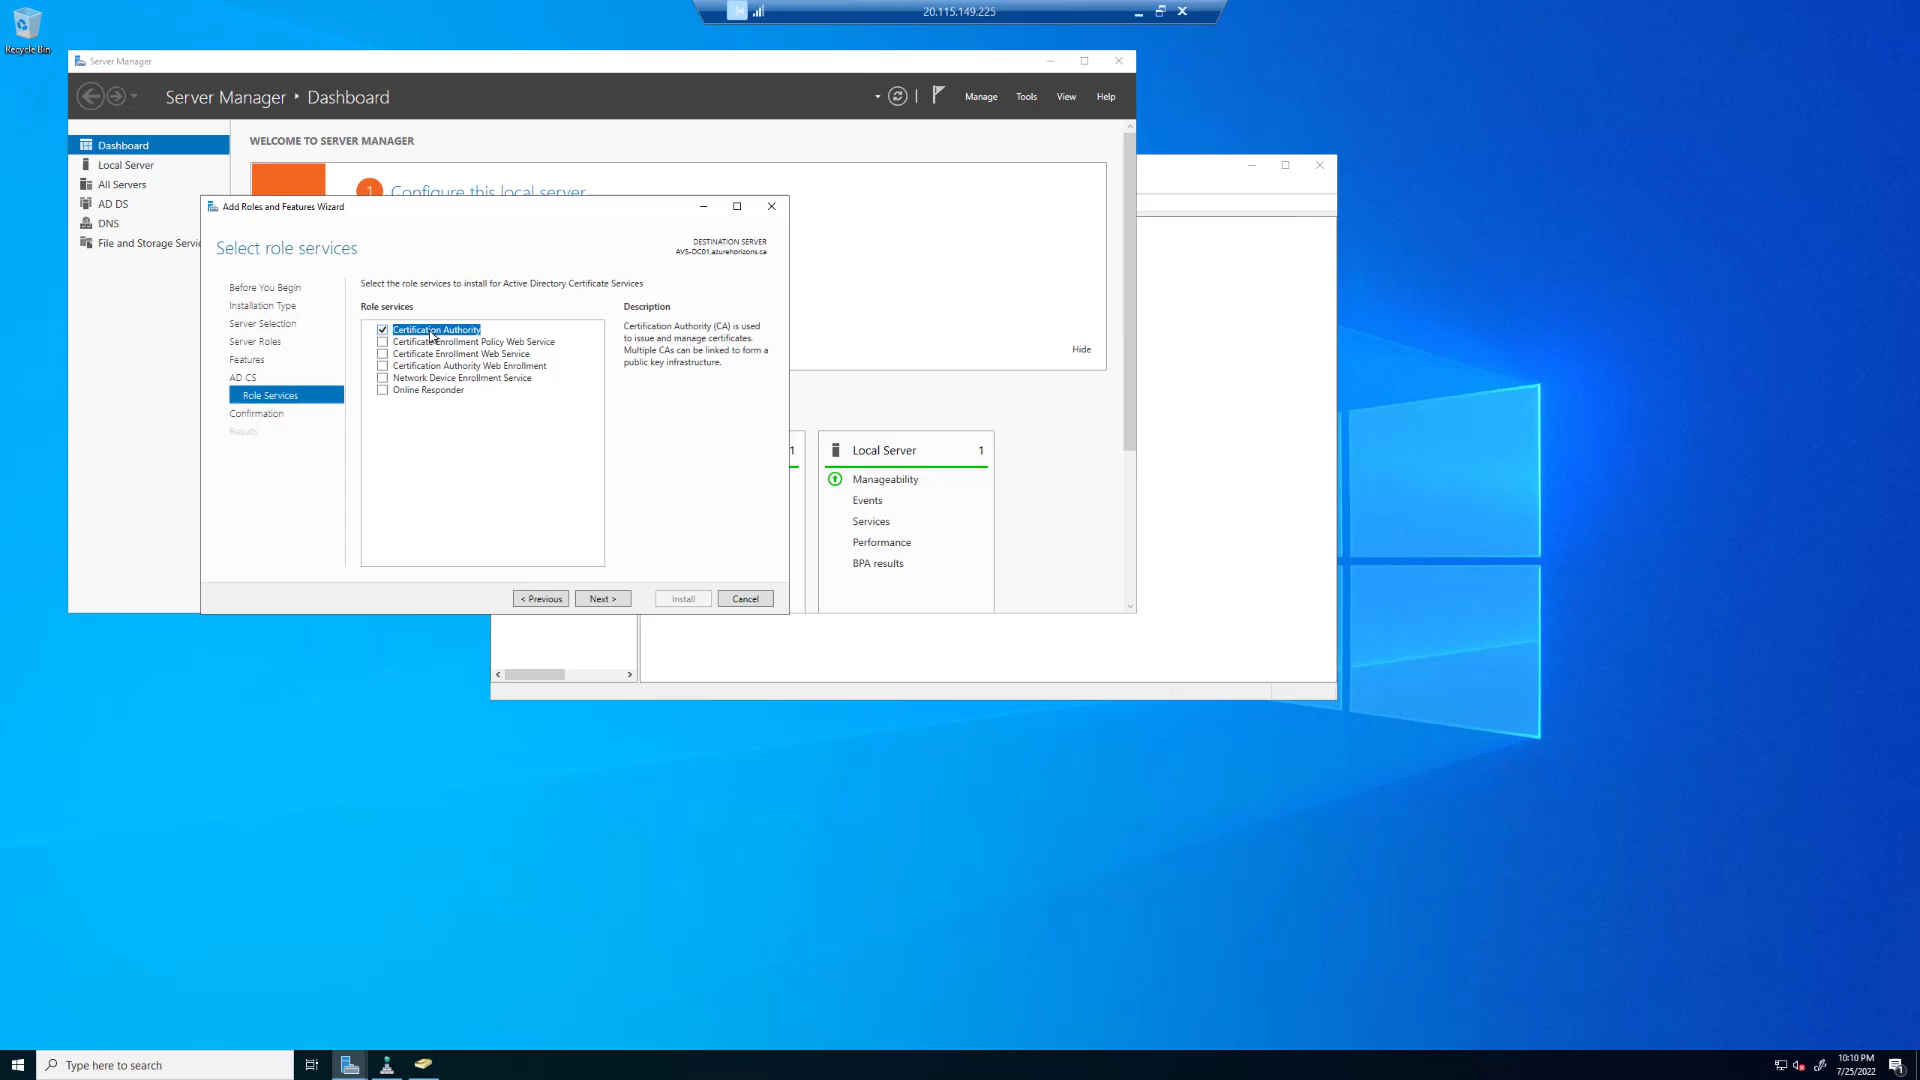 Recycle Bin
20.115.149.225
Server Manager
Server Manager • Dashboard
Manage
Tools
View
Help
Dashboard
Local Server
All Servers
AD DS
DNS
File and Storage Servic
WELCOME TO SERVER MANAGER
1 Configure this local server
Hide
Add Roles and Features Wizard
Select role services
DESTINATION SERVER
AVS-DC01.azurehorizons.ca
Before You Begin
Installation Type
Server Selection
Server Roles
Features
AD CS
Role Services
Confirmation
Results
Select the role services to install for Active Directory Certificate Services
Role services
Certification Authority
Certificate Enrollment Policy Web Service
Certificate Enrollment Web Service
Certification Authority Web Enrollment
Network Device Enrollment Service
Online Responder
Description
Certification Authority (CA) is used
to issue and manage certificates.
Multiple CAs can be linked to form a
public key infrastructure.
< Previous
Next >
Install
Cancel
1
Local Server 1
Manageability
Events
Services
Performance
BPA results
Type here to search
10:10 PM
7/25/2022
1